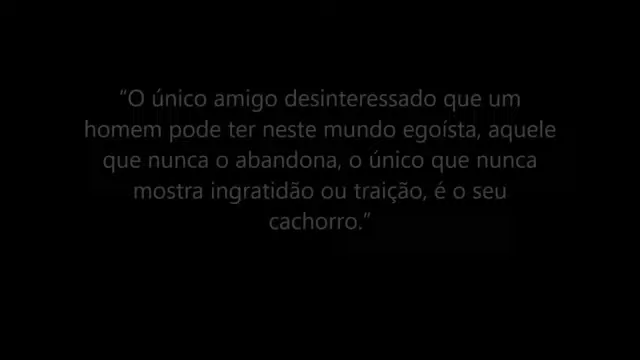 “O único amigo desinteressado que um
homem pode ter neste mundo egoísta, aquele
que nunca o abandona, o único que nunca
mostra ingratidão ou traição, é o seu
cachorro.”